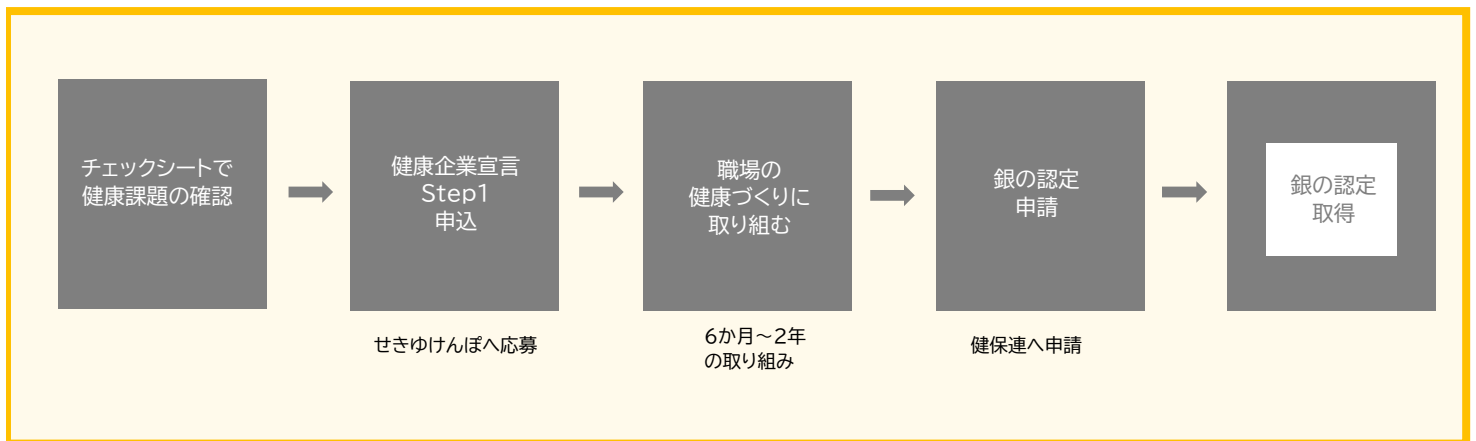 チェックシートで
健康課題の確認
健康企業宣言
Step1
申込
せきゆけんぽへ応募
職場の
健康づくりに
取り組む
6か月～2年
の取り組み
銀の認定
申請
健保連へ申請
銀の認定
取得